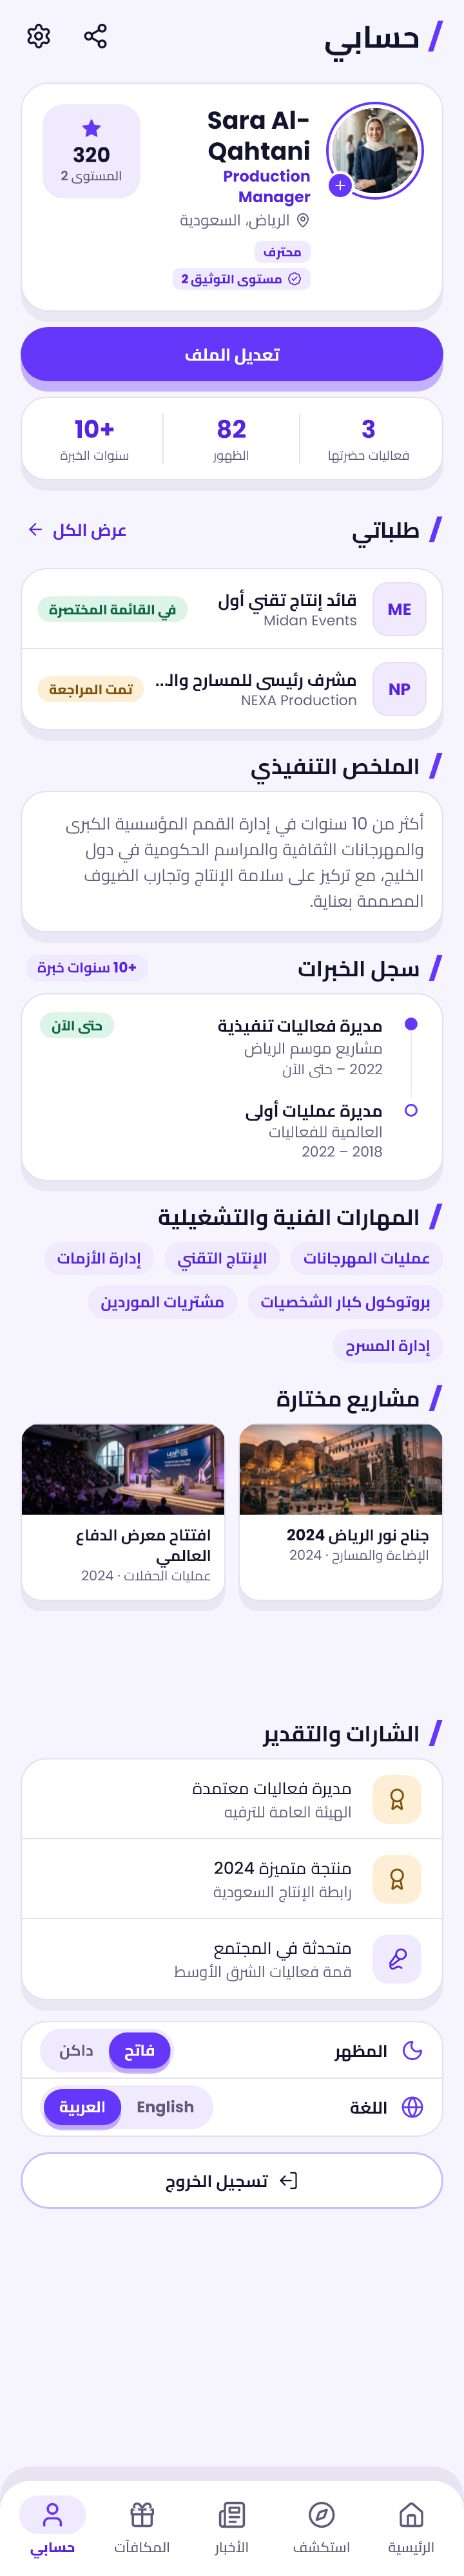 حسابي
Sara Al-
Qahtani
Production
Manager
الرياض، السعودية
محترف
مستوى التوثيق 2
320
المستوى 2
تعديل الملف
3
فعاليات حضرتها
82
الظهور
10+
سنوات الخبرة
طلباتي
عرض الكل
ME
قائد إنتاج تقني أول
Midan Events
في القائمة المختصرة
NP
مشرف رئيسي للمسارح وال...
NEXA Production
تمت المراجعة
الملخص التنفيذي
أكثر من 10 سنوات في إدارة القمم المؤسسية الكبرى
والمهرجانات الثقافية والمراسم الحكومية في دول
الخليج، مع تركيز على سلامة الإنتاج وتجارب الضيوف
المصممة بعناية.
سجل الخبرات
10+ سنوات خبرة
مديرة فعاليات تنفيذية
حتى الآن
مشاريع موسم الرياض
2022 – حتى الآن
مديرة عمليات أولى
العالمية للفعاليات
2018 – 2022
المهارات الفنية والتشغيلية
عمليات المهرجانات
الإنتاج التقني
إدارة الأزمات
بروتوكول كبار الشخصيات
مشتريات الموردين
إدارة المسرح
مشاريع مختارة
جناح نور الرياض 2024
الإضاءة والمسارح · 2024
افتتاح معرض الدفاع
العالمي
عمليات الحفلات · 2024
الشارات والتقدير
مديرة فعاليات معتمدة
الهيئة العامة للترفيه
منتجة متميزة 2024
رابطة الإنتاج السعودية
متحدثة في المجتمع
قمة فعاليات الشرق الأوسط
المظهر
فاتح
داكن
اللغة
English
العربية
تسجيل الخروج
الرئيسية
استكشف
الأخبار
المكافآت
حسابي